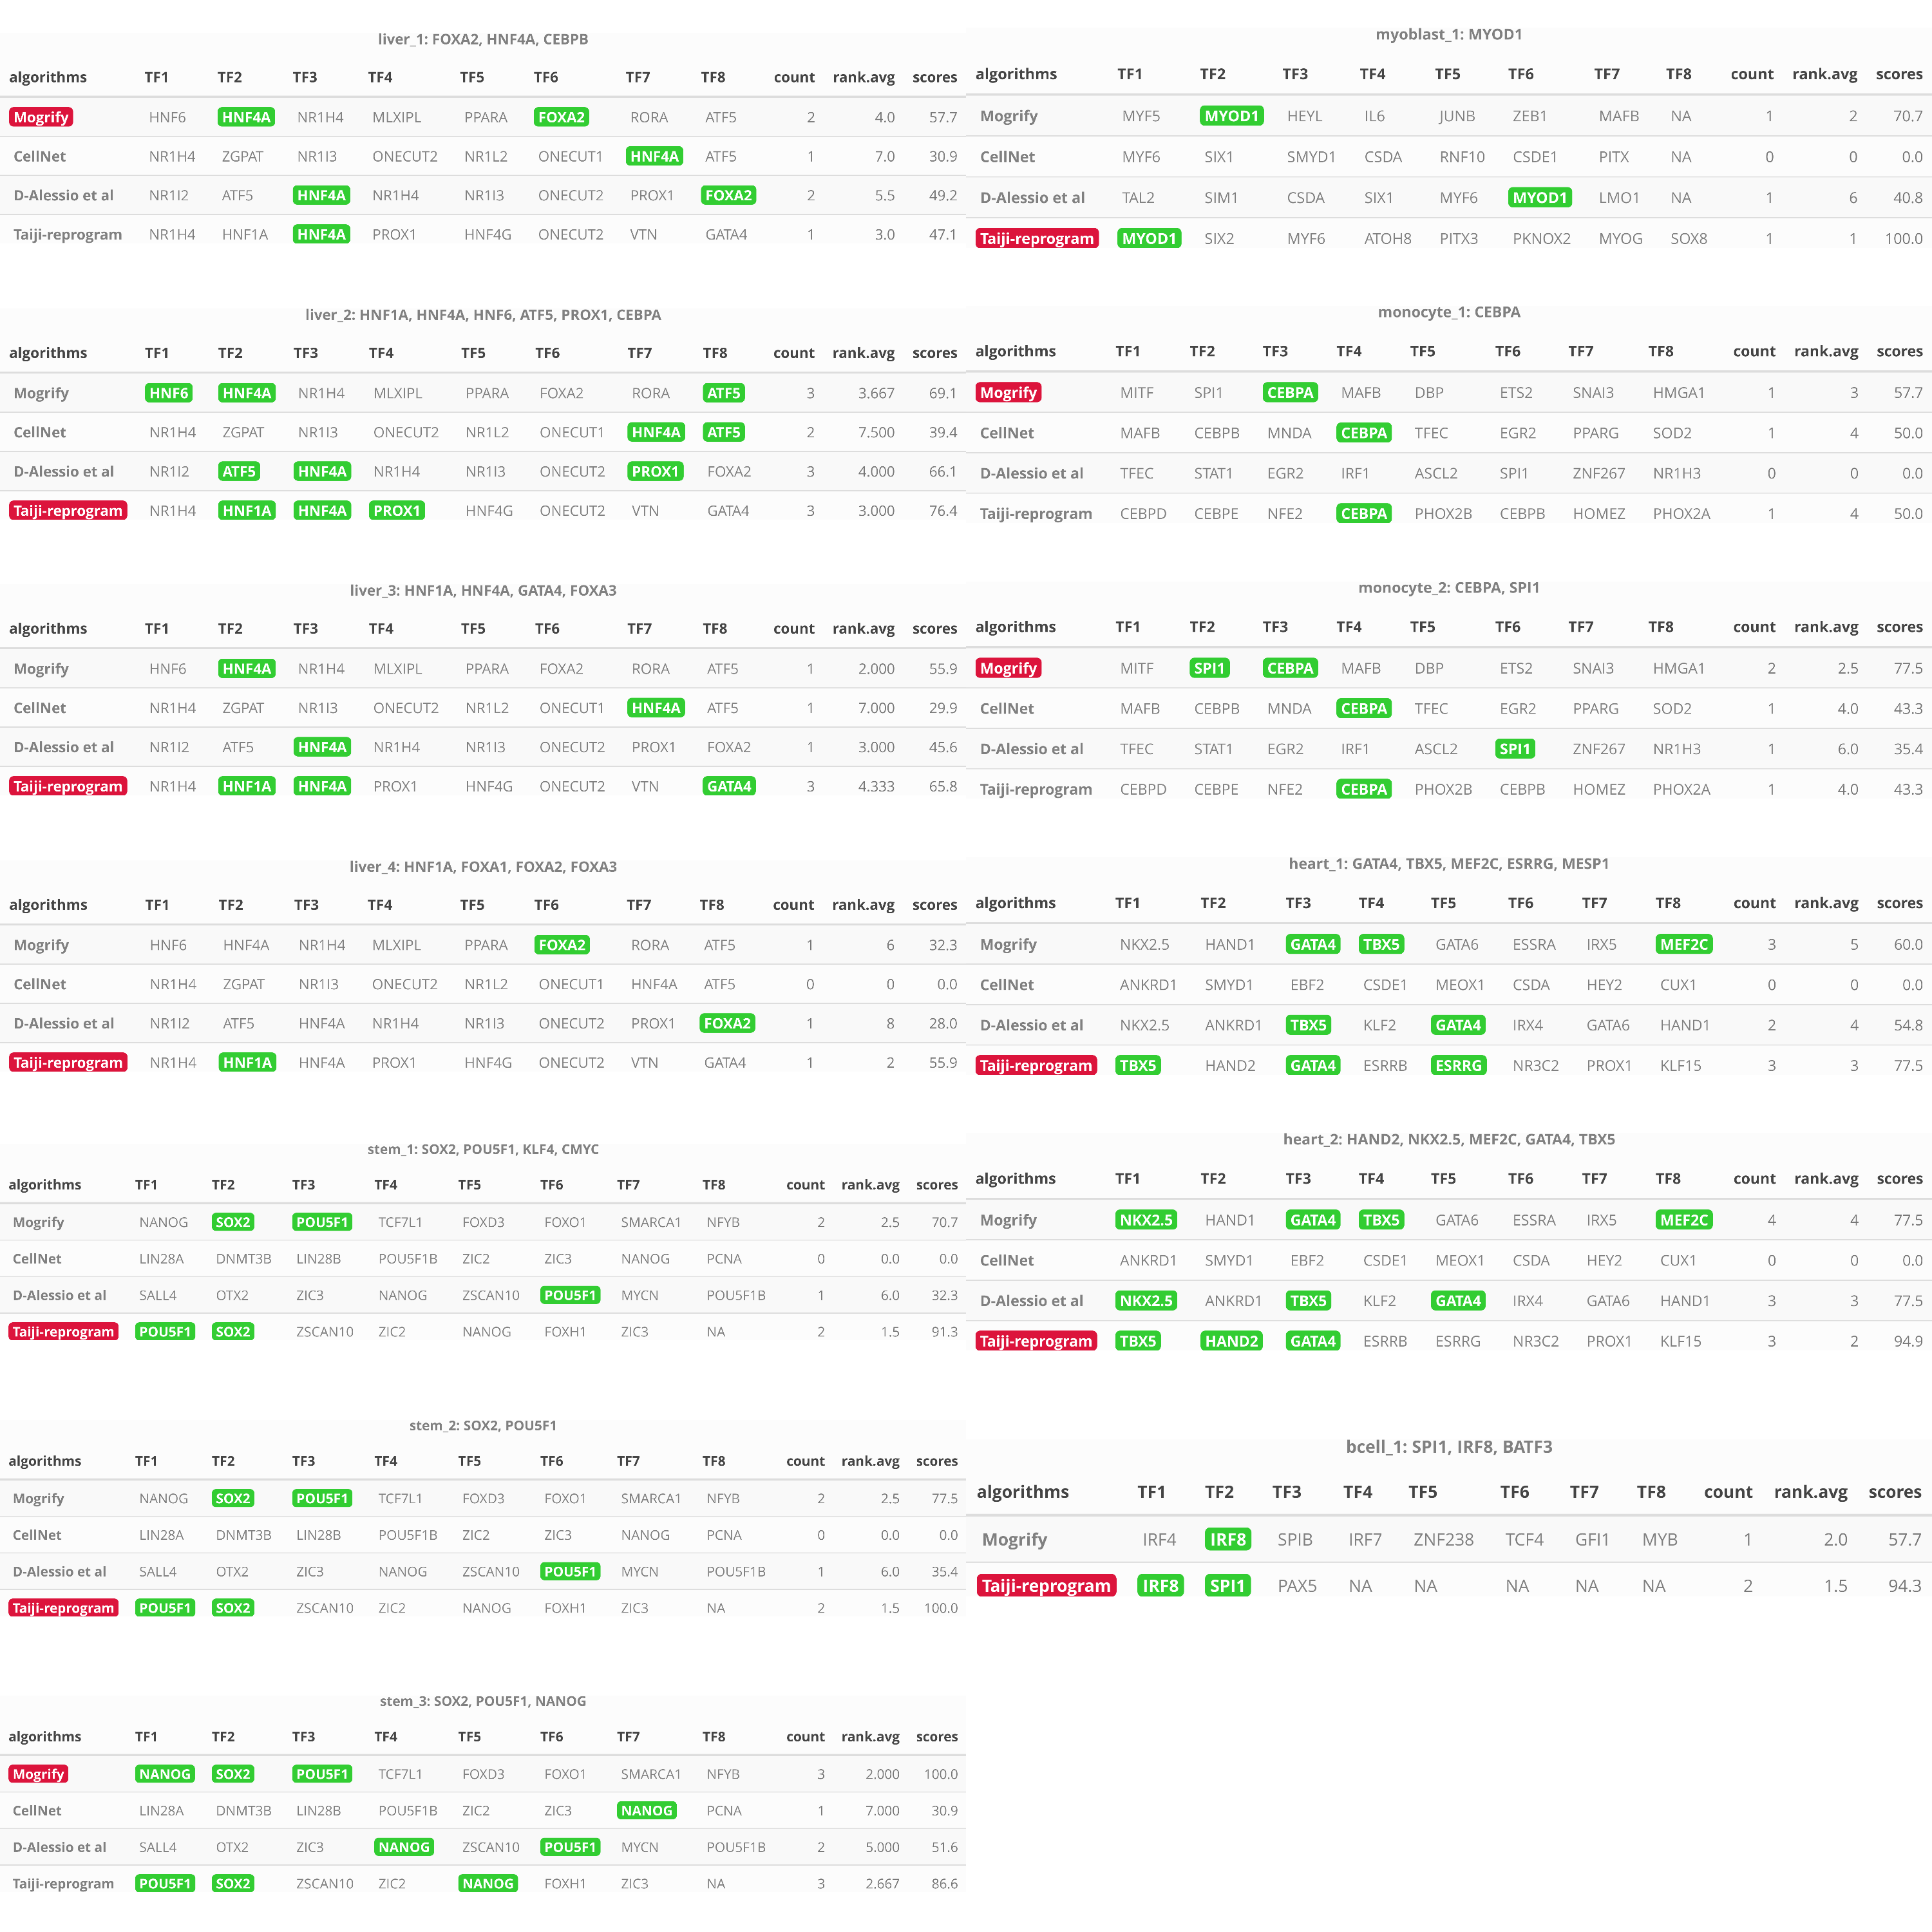 liver_1: FOXA2, HNF4A, CEBPB
algorithms TF1 TF2 TF3 TF4 TF5 TF6 TF7 TF8 count rank.avg scores
Mogrify HNF6 HNF4A NR1H4 MLXIPL PPARA FOXA2 RORA ATF5 2 4.0 57.7
CellNet NR1H4 ZGPAT NR1I3 ONECUT2 NR1L2 ONECUT1 HNF4A ATF5 1 7.0 30.9
D-Alessio et al NR1I2 ATF5 HNF4A NR1H4 NR1I3 ONECUT2 PROX1 FOXA2 2 5.5 49.2
Taiji-reprogram NR1H4 HNF1A HNF4A PROX1 HNF4G ONECUT2 VTN GATA4 1 3.0 47.1
liver_2: HNF1A, HNF4A, HNF6, ATF5, PROX1, CEBPA
algorithms TF1 TF2 TF3 TF4 TF5 TF6 TF7 TF8 count rank.avg scores
Mogrify HNF6 HNF4A NR1H4 MLXIPL PPARA FOXA2 RORA ATF5 3 3.667 69.1
CellNet NR1H4 ZGPAT NR1I3 ONECUT2 NR1L2 ONECUT1 HNF4A ATF5 2 7.500 39.4
D-Alessio et al NR1I2 ATF5 HNF4A NR1H4 NR1I3 ONECUT2 PROX1 FOXA2 3 4.000 66.1
Taiji-reprogram NR1H4 HNF1A HNF4A PROX1 HNF4G ONECUT2 VTN GATA4 3 3.000 76.4
liver_3: HNF1A, HNF4A, GATA4, FOXA3
algorithms TF1 TF2 TF3 TF4 TF5 TF6 TF7 TF8 count rank.avg scores
Mogrify HNF6 HNF4A NR1H4 MLXIPL PPARA FOXA2 RORA ATF5 1 2.000 55.9
CellNet NR1H4 ZGPAT NR1I3 ONECUT2 NR1L2 ONECUT1 HNF4A ATF5 1 7.000 29.9
D-Alessio et al NR1I2 ATF5 HNF4A NR1H4 NR1I3 ONECUT2 PROX1 FOXA2 1 3.000 45.6
Taiji-reprogram NR1H4 HNF1A HNF4A PROX1 HNF4G ONECUT2 VTN GATA4 3 4.333 65.8
liver_4: HNF1A, FOXA1, FOXA2, FOXA3
algorithms TF1 TF2 TF3 TF4 TF5 TF6 TF7 TF8 count rank.avg scores
Mogrify HNF6 HNF4A NR1H4 MLXIPL PPARA FOXA2 RORA ATF5 1 6 32.3
CellNet NR1H4 ZGPAT NR1I3 ONECUT2 NR1L2 ONECUT1 HNF4A ATF5 0 0 0.0
D-Alessio et al NR1I2 ATF5 HNF4A NR1H4 NR1I3 ONECUT2 PROX1 FOXA2 1 8 28.0
Taiji-reprogram NR1H4 HNF1A HNF4A PROX1 HNF4G ONECUT2 VTN GATA4 1 2 55.9
stem_1: SOX2, POU5F1, KLF4, CMYC
algorithms TF1 TF2 TF3 TF4 TF5 TF6 TF7 TF8 count rank.avg scores
Mogrify NANOG SOX2 POU5F1 TCF7L1 FOXD3 FOXO1 SMARCA1 NFYB 2 2.5 70.7
CellNet LIN28A DNMT3B LIN28B POU5F1B ZIC2 ZIC3 NANOG PCNA 0 0.0 0.0
D-Alessio et al SALL4 OTX2 ZIC3 NANOG ZSCAN10 POU5F1 MYCN POU5F1B 1 6.0 32.3
Taiji-reprogram POU5F1 SOX2 ZSCAN10 ZIC2 NANOG FOXH1 ZIC3 NA 2 1.5 91.3
stem_2: SOX2, POU5F1
algorithms TF1 TF2 TF3 TF4 TF5 TF6 TF7 TF8 count rank.avg scores
Mogrify NANOG SOX2 POU5F1 TCF7L1 FOXD3 FOXO1 SMARCA1 NFYB 2 2.5 77.5
CellNet LIN28A DNMT3B LIN28B POU5F1B ZIC2 ZIC3 NANOG PCNA 0 0.0 0.0
D-Alessio et al SALL4 OTX2 ZIC3 NANOG ZSCAN10 POU5F1 MYCN POU5F1B 1 6.0 35.4
Taiji-reprogram POU5F1 SOX2 ZSCAN10 ZIC2 NANOG FOXH1 ZIC3 NA 2 1.5 100.0
stem_3: SOX2, POU5F1, NANOG
algorithms TF1 TF2 TF3 TF4 TF5 TF6 TF7 TF8 count rank.avg scores
Mogrify NANOG SOX2 POU5F1 TCF7L1 FOXD3 FOXO1 SMARCA1 NFYB 3 2.000 100.0
CellNet LIN28A DNMT3B LIN28B POU5F1B ZIC2 ZIC3 NANOG PCNA 1 7.000 30.9
D-Alessio et al SALL4 OTX2 ZIC3 NANOG ZSCAN10 POU5F1 MYCN POU5F1B 2 5.000 51.6
Taiji-reprogram POU5F1 SOX2 ZSCAN10 ZIC2 NANOG FOXH1 ZIC3 NA 3 2.667 86.6
myoblast_1: MYOD1
algorithms TF1 TF2 TF3 TF4 TF5 TF6 TF7 TF8 count rank.avg scores
Mogrify MYF5 MYOD1 HEYL IL6 JUNB ZEB1 MAFB NA 1 2 70.7
CellNet MYF6 SIX1 SMYD1 CSDA RNF10 CSDE1 PITX NA 0 0 0.0
D-Alessio et al TAL2 SIM1 CSDA SIX1 MYF6 MYOD1 LMO1 NA 1 6 40.8
Taiji-reprogram MYOD1 SIX2 MYF6 ATOH8 PITX3 PKNOX2 MYOG SOX8 1 1 100.0
monocyte_1: CEBPA
algorithms TF1 TF2 TF3 TF4 TF5 TF6 TF7 TF8 count rank.avg scores
Mogrify MITF SPI1 CEBPA MAFB DBP ETS2 SNAI3 HMGA1 1 3 57.7
CellNet MAFB CEBPB MNDA CEBPA TFEC EGR2 PPARG SOD2 1 4 50.0
D-Alessio et al TFEC STAT1 EGR2 IRF1 ASCL2 SPI1 ZNF267 NR1H3 0 0 0.0
Taiji-reprogram CEBPD CEBPE NFE2 CEBPA PHOX2B CEBPB HOMEZ PHOX2A 1 4 50.0
monocyte_2: CEBPA, SPI1
algorithms TF1 TF2 TF3 TF4 TF5 TF6 TF7 TF8 count rank.avg scores
Mogrify MITF SPI1 CEBPA MAFB DBP ETS2 SNAI3 HMGA1 2 2.5 77.5
CellNet MAFB CEBPB MNDA CEBPA TFEC EGR2 PPARG SOD2 1 4.0 43.3
D-Alessio et al TFEC STAT1 EGR2 IRF1 ASCL2 SPI1 ZNF267 NR1H3 1 6.0 35.4
Taiji-reprogram CEBPD CEBPE NFE2 CEBPA PHOX2B CEBPB HOMEZ PHOX2A 1 4.0 43.3
heart_1: GATA4, TBX5, MEF2C, ESRRG, MESP1
algorithms TF1 TF2 TF3 TF4 TF5 TF6 TF7 TF8 count rank.avg scores
Mogrify NKX2.5 HAND1 GATA4 TBX5 GATA6 ESSRA IRX5 MEF2C 3 5 60.0
CellNet ANKRD1 SMYD1 EBF2 CSDE1 MEOX1 CSDA HEY2 CUX1 0 0 0.0
D-Alessio et al NKX2.5 ANKRD1 TBX5 KLF2 GATA4 IRX4 GATA6 HAND1 2 4 54.8
Taiji-reprogram TBX5 HAND2 GATA4 ESRRB ESRRG NR3C2 PROX1 KLF15 3 3 77.5
heart_2: HAND2, NKX2.5, MEF2C, GATA4, TBX5
algorithms TF1 TF2 TF3 TF4 TF5 TF6 TF7 TF8 count rank.avg scores
Mogrify NKX2.5 HAND1 GATA4 TBX5 GATA6 ESSRA IRX5 MEF2C 4 4 77.5
CellNet ANKRD1 SMYD1 EBF2 CSDE1 MEOX1 CSDA HEY2 CUX1 0 0 0.0
D-Alessio et al NKX2.5 ANKRD1 TBX5 KLF2 GATA4 IRX4 GATA6 HAND1 3 3 77.5
Taiji-reprogram TBX5 HAND2 GATA4 ESRRB ESRRG NR3C2 PROX1 KLF15 3 2 94.9
bcell_1: SPI1, IRF8, BATF3
algorithms TF1 TF2 TF3 TF4 TF5 TF6 TF7 TF8 count rank.avg scores
Mogrify IRF4 IRF8 SPIB IRF7 ZNF238 TCF4 GFI1 MYB 1 2.0 57.7
Taiji-reprogram IRF8 SPI1 PAX5 NA NA NA NA NA 2 1.5 94.3